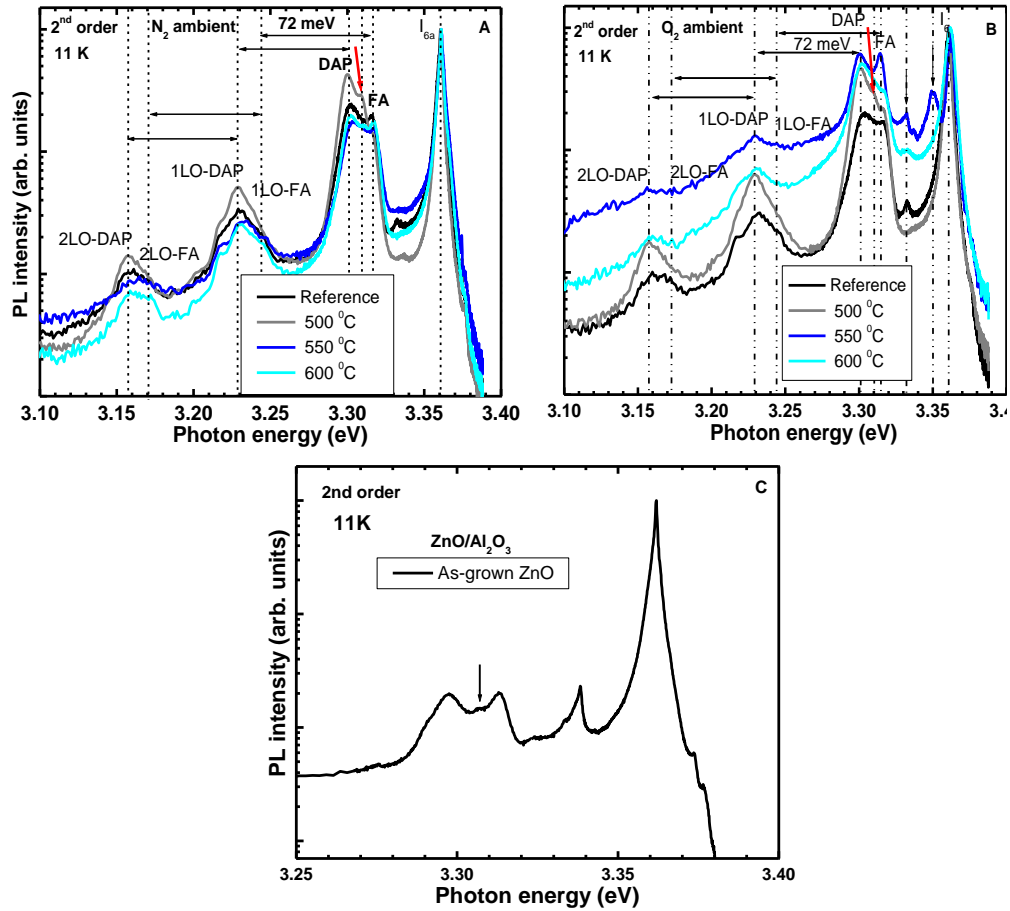 2nd order N2 ambient I6a A
11 K 72 meV
DAP
FA
1LO-DAP
1LO-FA
2LO-DAP
2LO-FA
Reference
500 0C
550 0C
600 0C
PL intensity (arb. units)
3.10 3.15 3.20 3.25 3.30 3.35 3.40
Photon energy (eV)
2nd order O2 ambient DAP I6 B
11 K 72 meV FA
1LO-DAP 1LO-FA
2LO-DAP 2LO-FA
Reference
500 0C
550 0C
600 0C
PL intensity (arb. units)
3.10 3.15 3.20 3.25 3.30 3.35 3.4
Photon energy (eV)
2nd order C
11K
ZnO/Al2O3
As-grown ZnO
PL intensity (arb. units)
3.25 3.30 3.35 3.40
Photon energy (eV)